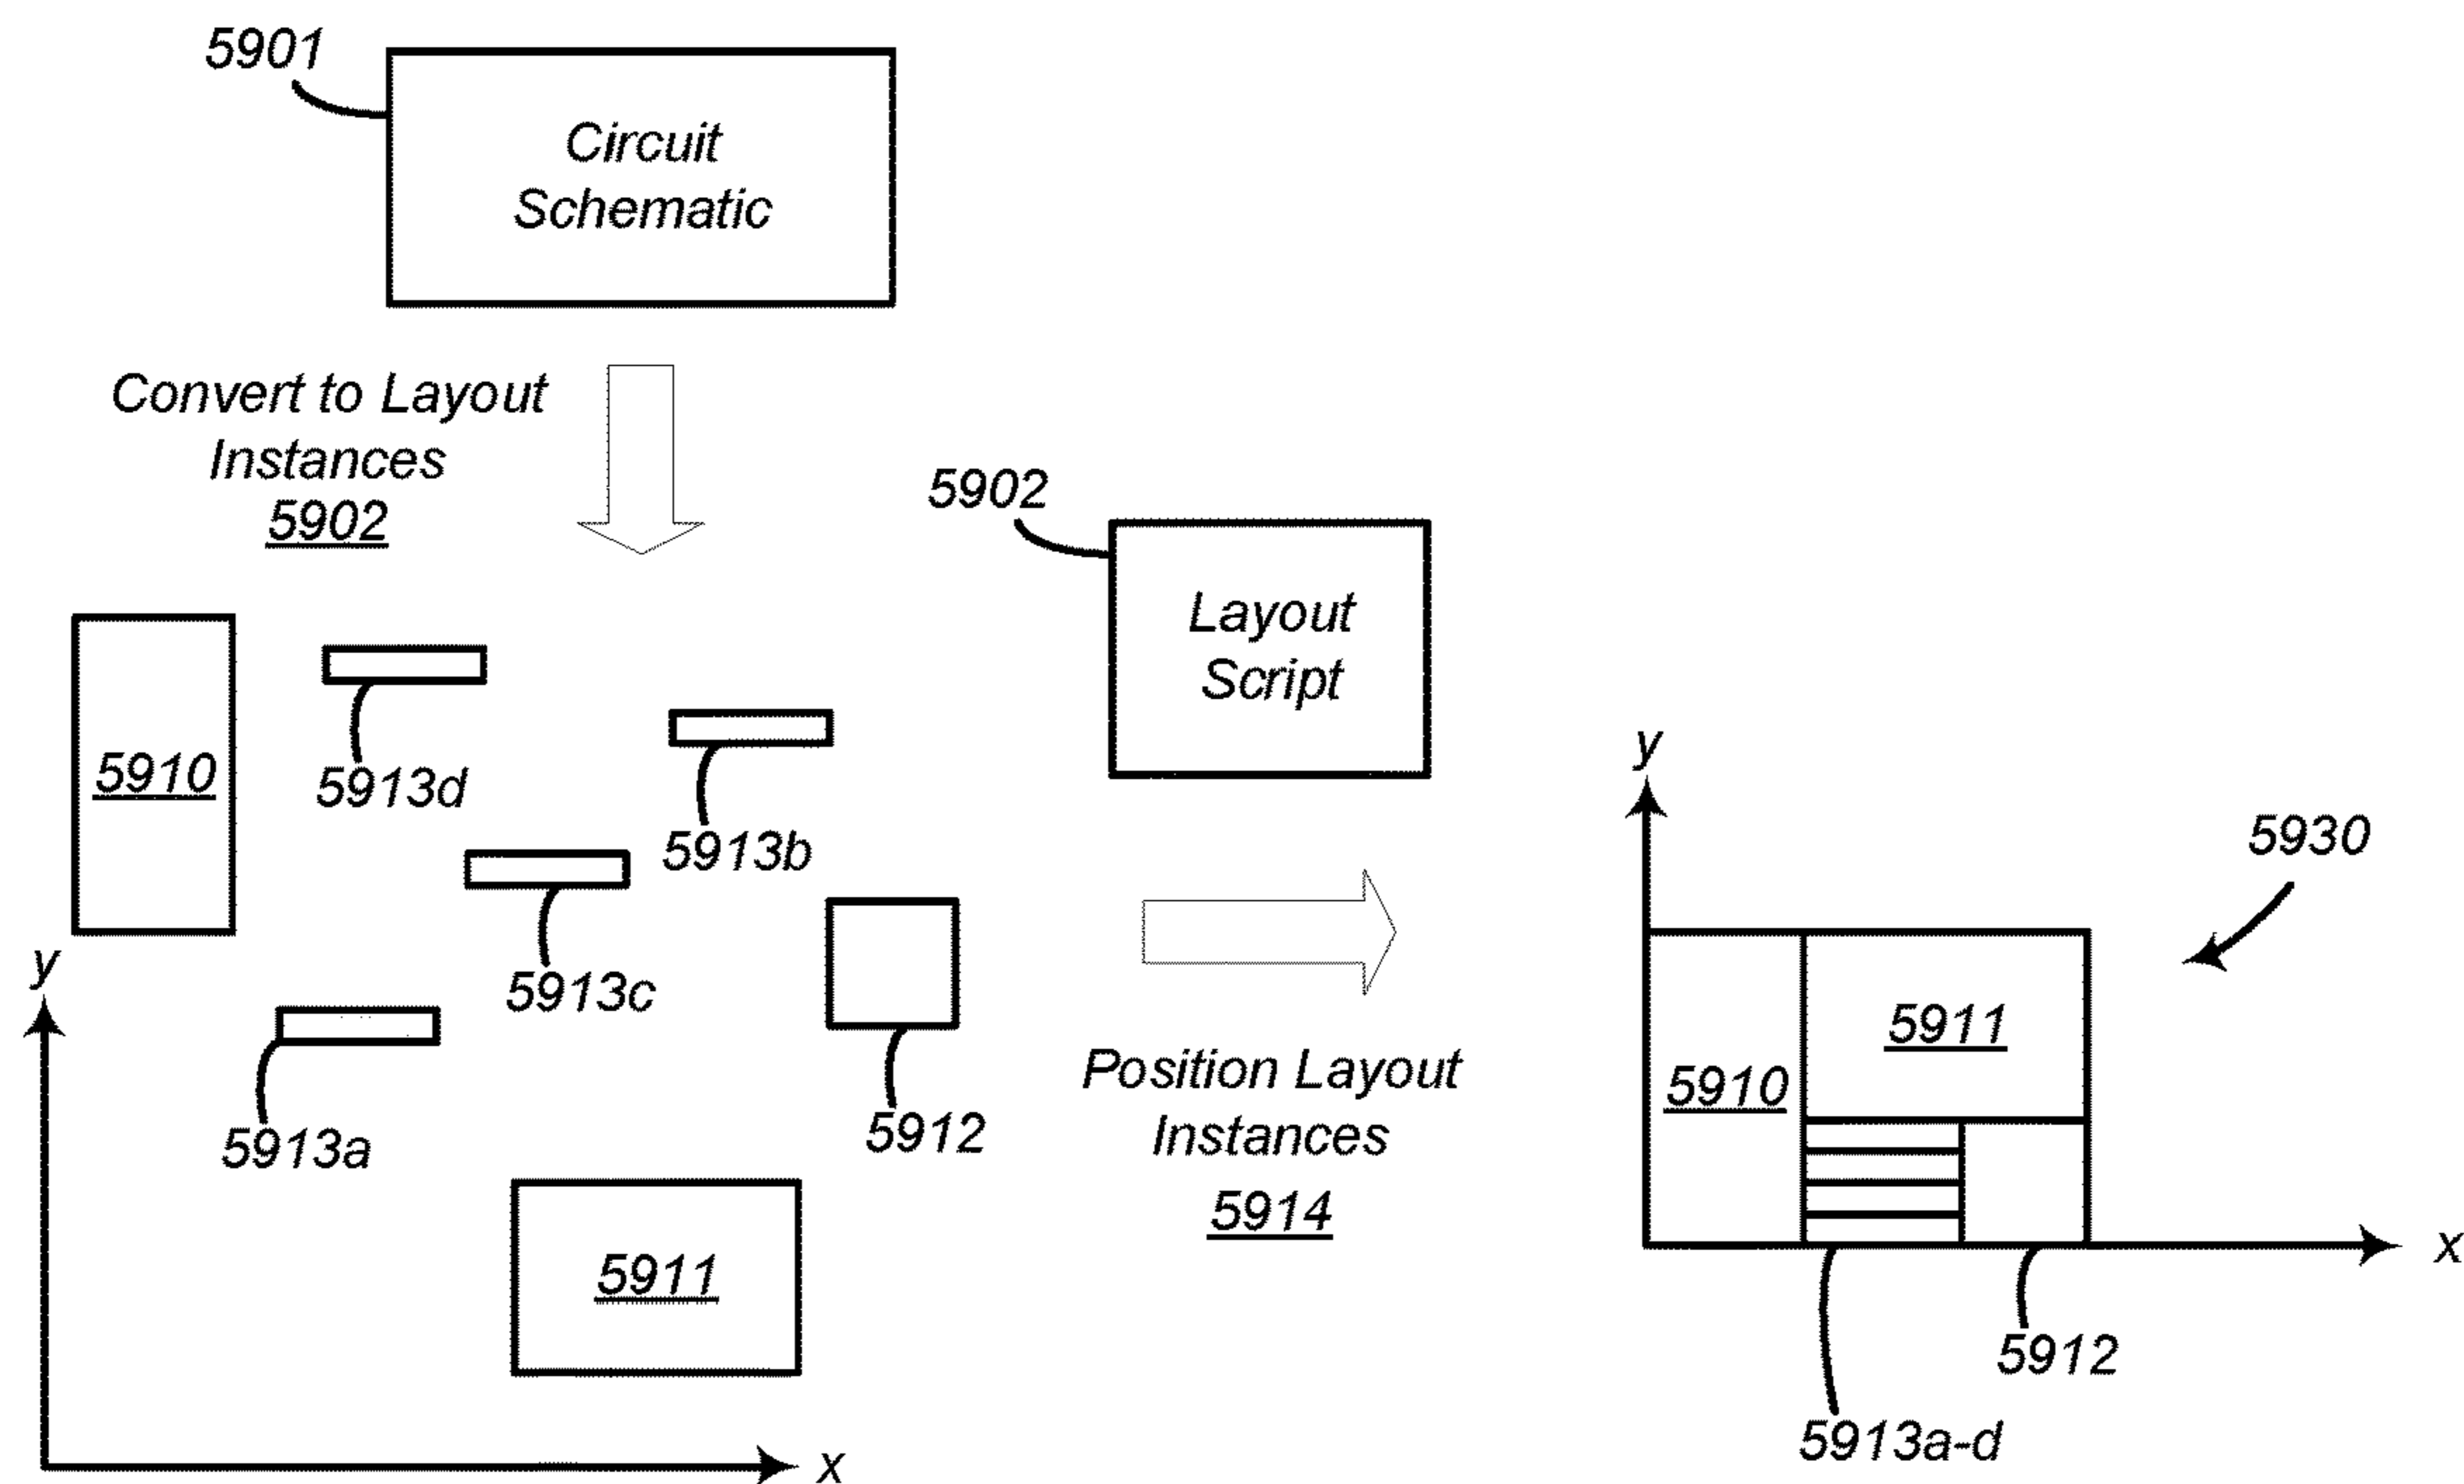 5901
Circuit
Schematic
Convert to Layout
Instances
5902
5902
Layout
Script
5910
5913d
5913b
5913c
5912
5913a
5911
y
x
Position Layout
Instances
5914
y
5930
5911
5910
x
5912
5913a-d